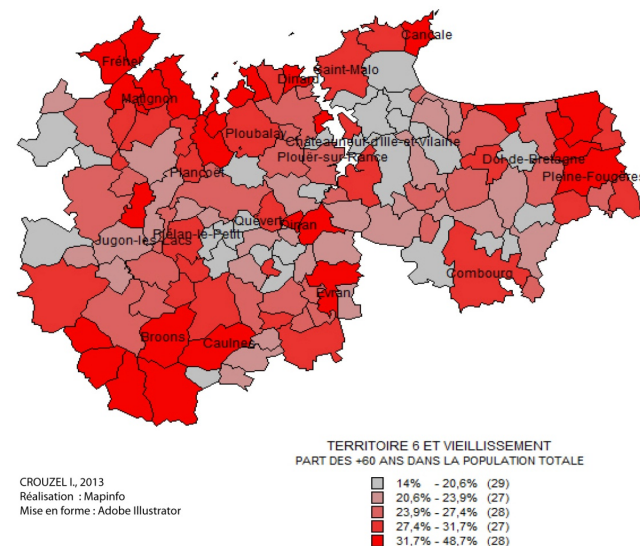 Cancale
Saint-Malo
Fréhel
Dinard
Matignon
Ploubalay
Châteauneuf-d'Ille-et-Vilaine
Plouër-sur-Rance
Dol-de-Bretagne
Plancoët
Pleine-Fougères
Quévert
Dinan
Plélan-le-Petit
Jugon-les-Lacs
Combourg
Evran
Broons
Caulnes
TERRITOIRE 6 ET VIEILLISSEMENT
PART DES +60 ANS DANS LA POPULATION TOTALE
CROUZEL I., 2013
Réalisation : Mapinfo
Mise en forme : Adobe Illustrator
14% - 20,6% (29)
20,6% - 23,9% (27)
23,9% - 27,4% (28)
27,4% - 31,7% (27)
31,7% - 48,7% (28)